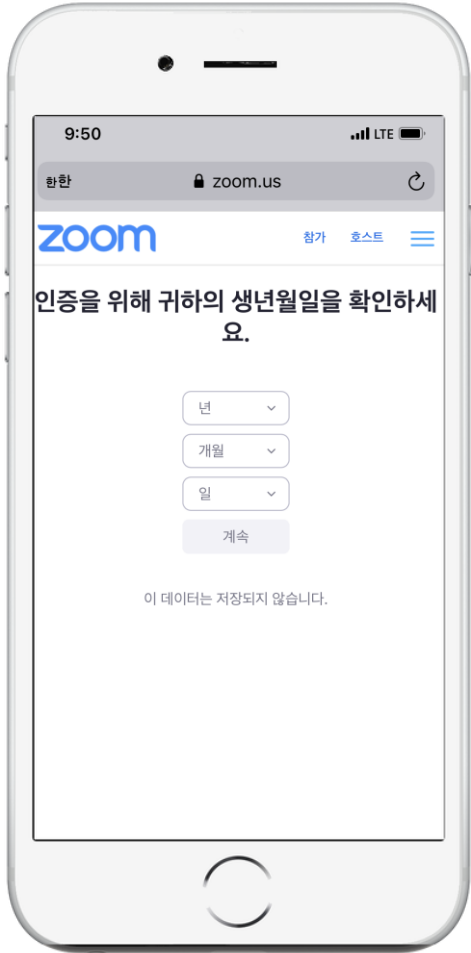 9:50
LTE
한한
zoom.us
zoom
참가
호스트
인증을 위해 귀하의 생년월일을 확인하세
요.
년
개월
일
계속
이 데이터는 저장되지 않습니다.